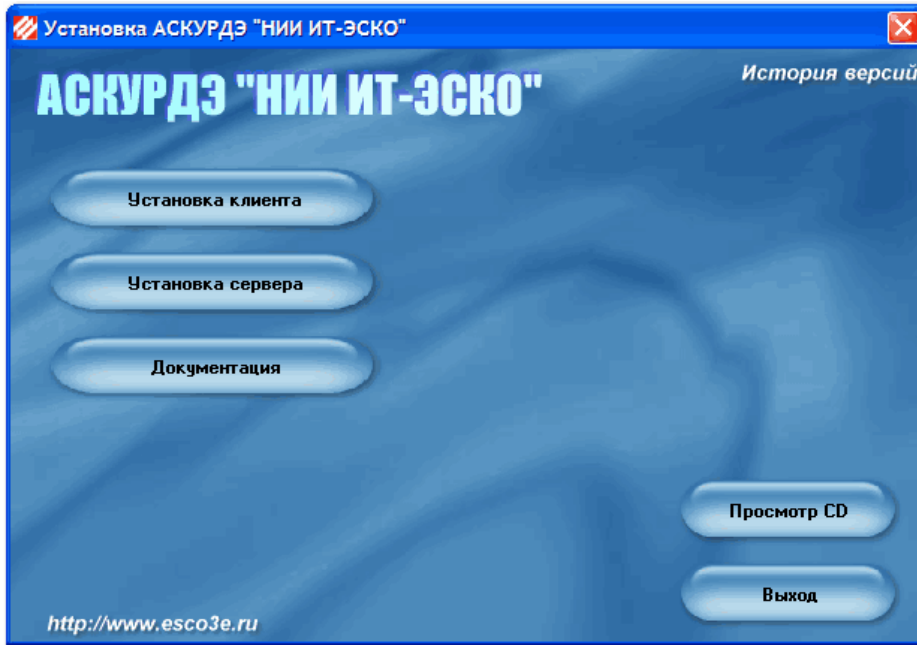 Установка АСКУРДЭ "НИИ ИТ-ЭСКО"
АСКУРДЭ "НИИ ИТ-ЭСКО"
История версий
Установка клиента
Установка сервера
Документация
Просмотр CD
Выход
http://www.esco3e.ru